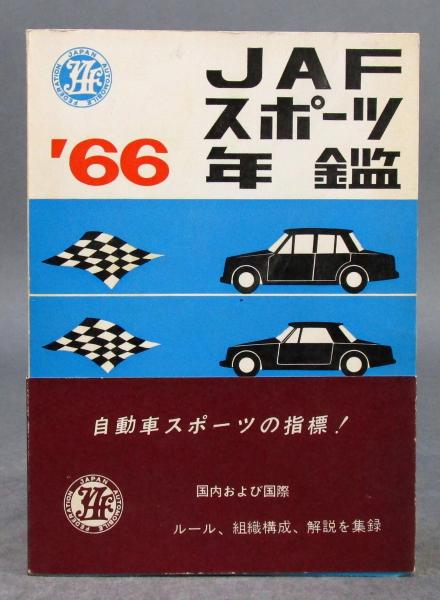 JAPAN AUTOMOBILE FEDERATION
JAF
JAF
スポーツ
'66
年鑑
自動車スポーツの指標!
国内および国際
ルール、組織構成、解説を集録
JAPAN AUTOMOBILE FEDERATION
JAF